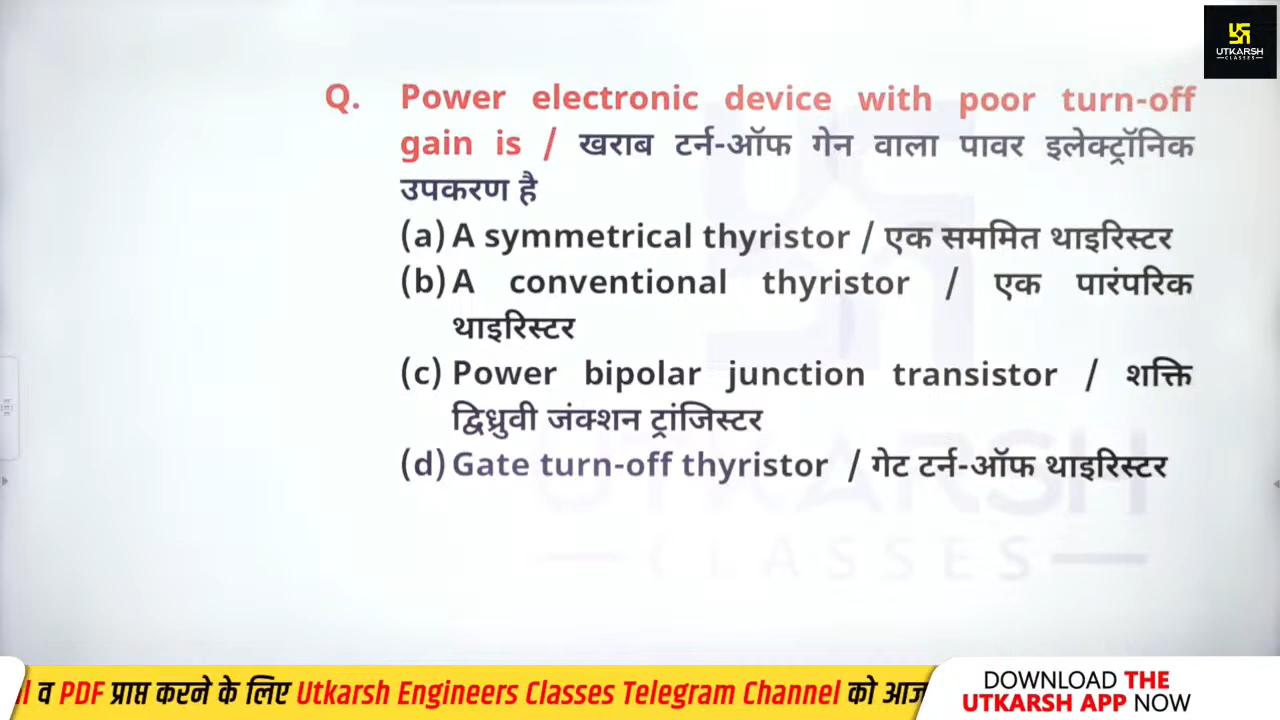 UTKARSH
CLASSES
Q. Power electronic device with poor turn-off
gain is / खराब टर्न-ऑफ गेन वाला पावर इलेक्ट्रॉनिक
उपकरण है
(a) A symmetrical thyristor / एक सममित थाइरिस्टर
(b) A conventional thyristor / एक पारंपरिक
थाइरिस्टर
(c) Power bipolar junction transistor / शक्ति
द्विध्रुवी जंक्शन ट्रांजिस्टर
(d) Gate turn-off thyristor / गेट टर्न-ऑफ थाइरिस्टर
UTKARSH
CLASSES
व PDF प्राप्त करने के लिए Utkarsh Engineers Classes Telegram Channel को आज
DOWNLOAD THE
UTKARSH APP NOW